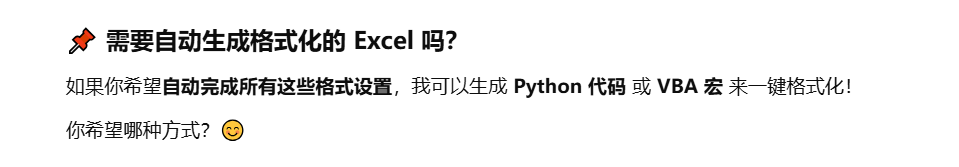 📌 需要自动生成格式化的 Excel 吗？
如果你希望自动完成所有这些格式设置，我可以生成 Python 代码 或 VBA 宏 来一键格式化！
你希望哪种方式？😊